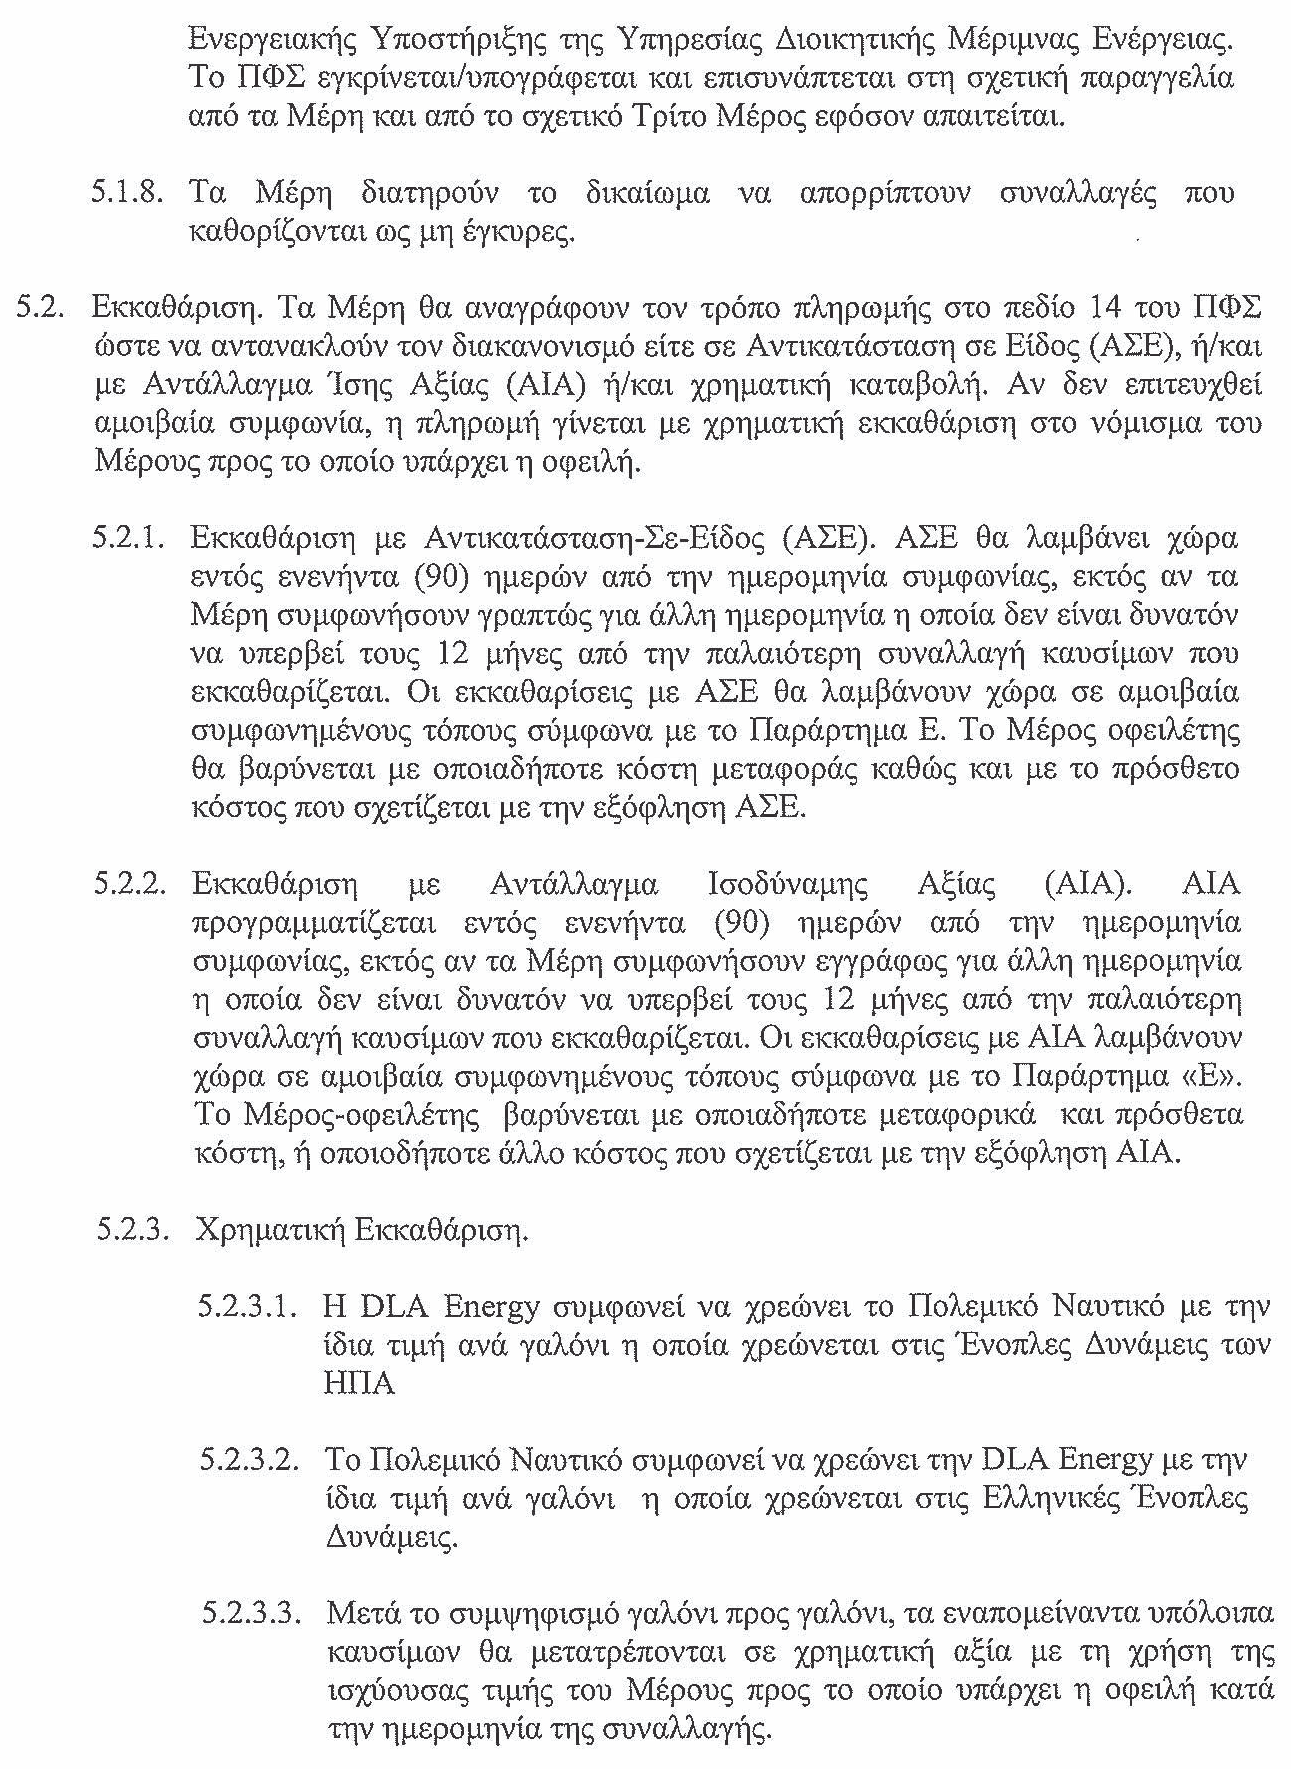 Ενεργειακής Υποστήριξης της Υπηρεσίας Διοικητικής Μέριμνας Ενέργειας.
Το ΠΦΣ εγκρίνεται/υπογράφεται και επισυνάπτεται στη σχετική παραγγελία
από τα Μέρη και από το σχετικό Τρίτο Μέρος εφόσον απαιτείται.
5.1.8. Τα Μέρη διατηρούν το δικαίωμα να απορρίπτουν συναλλαγές που
καθορίζονται ως μη έγκυρες.
5.2. Εκκαθάριση. Τα Μέρη θα αναγράφουν τον τρόπο πληρωμής στο πεδίο 14 του ΠΦΣ
ώστε να αντανακλούν τον διακανονισμό είτε σε Αντικατάσταση σε Είδος (ΑΣΕ), ή/και
με Αντάλλαγμα Ίσης Αξίας (ΑΙΑ) ή/και χρηματική καταβολή. Αν δεν επιτευχθεί
αμοιβαία συμφωνία, η πληρωμή γίνεται με χρηματική εκκαθάριση στο νόμισμα του
Μέρους προς το οποίο υπάρχει η οφειλή.
5.2.1. Εκκαθάριση με Αντικατάσταση-Σε-Είδος (ΑΣΕ). ΑΣΕ θα λαμβάνει χώρα
εντός ενενήντα (90) ημερών από την ημερομηνία συμφωνίας, εκτός αν τα
Μέρη συμφωνήσουν γραπτώς για άλλη ημερομηνία η οποία δεν είναι δυνατόν
να υπερβεί τους 12 μήνες από την παλαιότερη συναλλαγή καυσίμων που
εκκαθαρίζεται. Οι εκκαθαρίσεις με ΑΣΕ θα λαμβάνουν χώρα σε αμοιβαία
συμφωνημένους τόπους σύμφωνα με το Παράρτημα Ε. Το Μέρος οφειλέτης
θα βαρύνεται με οποιαδήποτε κόστη μεταφοράς καθώς και με το πρόσθετο
κόστος που σχετίζεται με την εξόφληση ΑΣΕ.
5.2.2. Εκκαθάριση με Αντάλλαγμα Ισοδύναμης Αξίας (ΑΙΑ). ΑΙΑ
προγραμματίζεται εντός ενενήντα (90) ημερών από την ημερομηνία
συμφωνίας, εκτός αν τα Μέρη συμφωνήσουν εγγράφως για άλλη ημερομηνία
η οποία δεν είναι δυνατόν να υπερβεί τους 12 μήνες από την παλαιότερη
συναλλαγή καυσίμων που εκκαθαρίζεται. Οι εκκαθαρίσεις με ΑΙΑ λαμβάνουν
χώρα σε αμοιβαία συμφωνημένους τόπους σύμφωνα με το Παράρτημα «Ε».
Το Μέρος-οφειλέτης βαρύνεται με οποιαδήποτε μεταφορικά και πρόσθετα
κόστη, ή οποιοδήποτε άλλο κόστος που σχετίζεται με την εξόφληση ΑΙΑ.
5.2.3. Χρηματική Εκκαθάριση.
5.2.3.1. Η DLA Energy συμφωνεί να χρεώνει το Πολεμικό Ναυτικό με την
ίδια τιμή ανά γαλόνι η οποία χρεώνεται στις Ένοπλες Δυνάμεις των
ΗΠΑ
5.2.3.2. Το Πολεμικό Ναυτικό συμφωνεί να χρεώνει την DLA Energy με την
ίδια τιμή ανά γαλόνι η οποία χρεώνεται στις Ελληνικές Ένοπλες
Δυνάμεις.
5.2.3.3. Μετά το συμψηφισμό γαλόνι προς γαλόνι, τα εναπομείναντα υπόλοιπα
καυσίμων θα μετατρέπονται σε χρηματική αξία με τη χρήση της
ισχύουσας τιμής του Μέρους προς το οποίο υπάρχει η οφειλή κατά
την ημερομηνία της συναλλαγής.